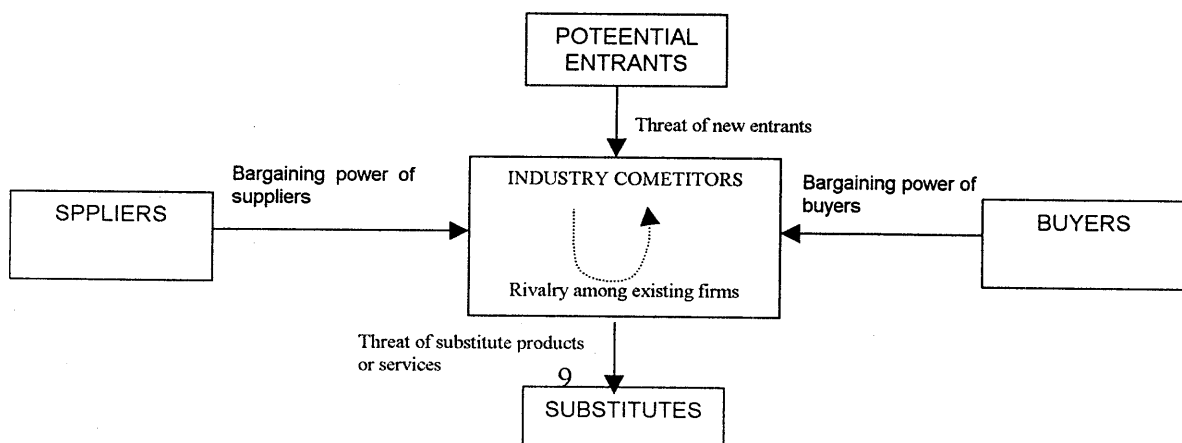 POTEENTIAL
ENTRANTS
Threat of new entrants
Bargaining power of
suppliers
INDUSTRY COMETITORS
Bargaining power of
buyers
SPPLIERS
BUYERS
Rivalry among existing firms
Threat of substitute products
or services
9
SUBSTITUTES